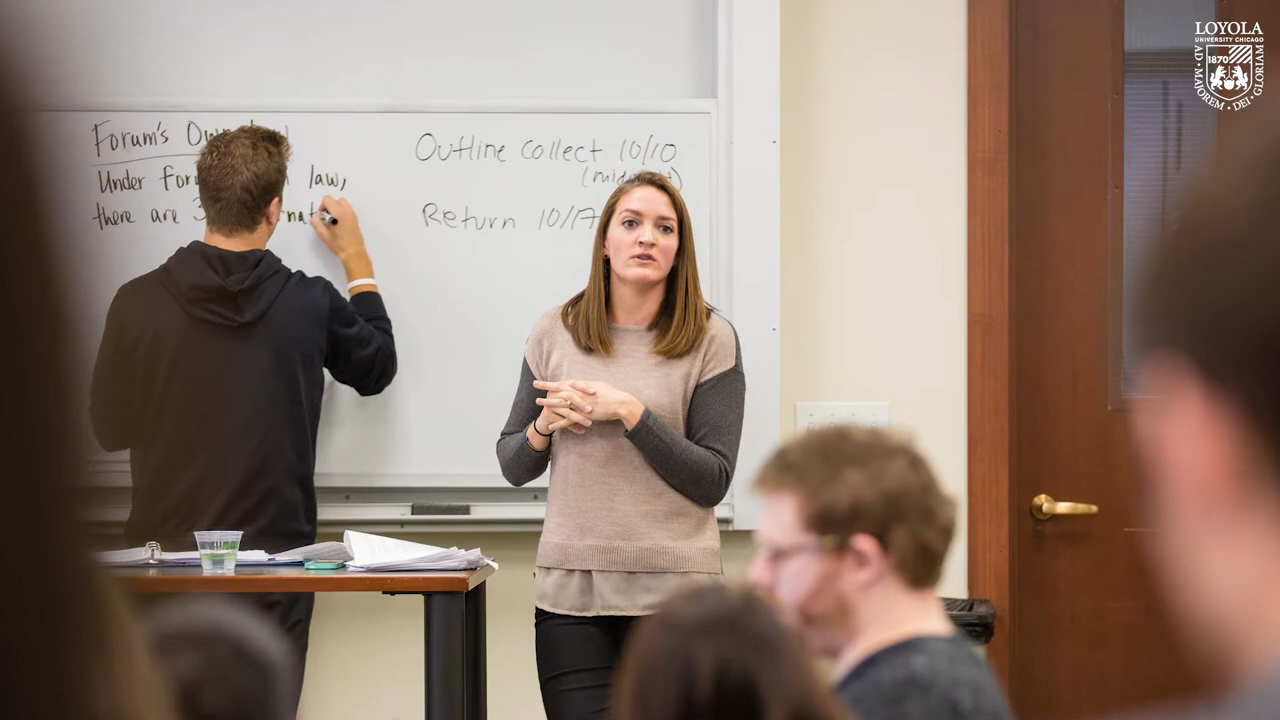 Forum's
Under law,
there are 3
Outline collect 10/10
(midnight)
Return 10/17
LOYOLA
UNIVERSITY CHICAGO
1870
AD • MAJOREM • DEI • GLORIAM